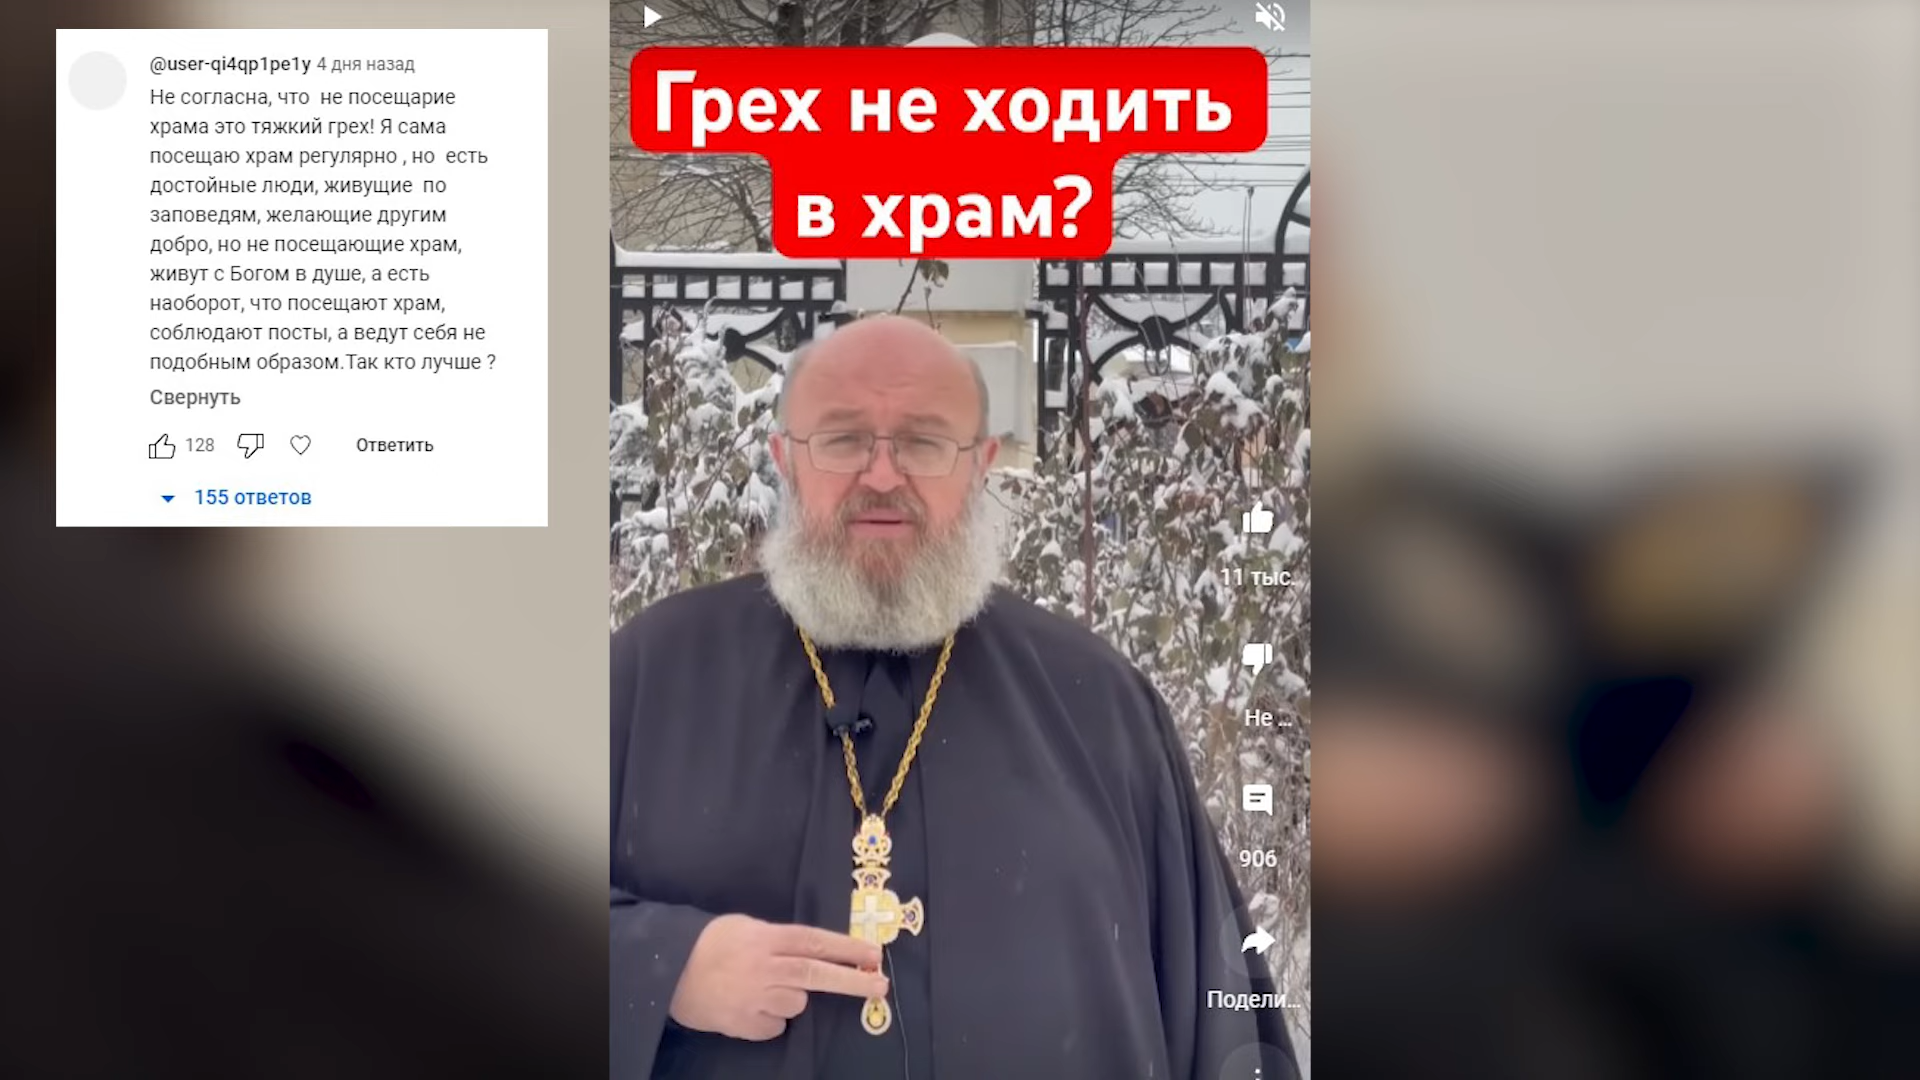 @user-qi4qp1pe1y 4 дня назад
Не согласна, что не посещарие
храма это тяжкий грех! Я сама
посещаю храм регулярно , но есть
достойные люди, живущие по
заповедям, желающие другим
добро, но не посещающие храм,
живут с Богом в душе, а есть
наоборот, что посещают храм,
соблюдают посты, а ведут себя не
подобным образом.Так кто лучше ?
Свернуть
128 Ответить
155 ответов
Грех не ходить
в храм?
11 тыс.
Не ...
906
Подели...